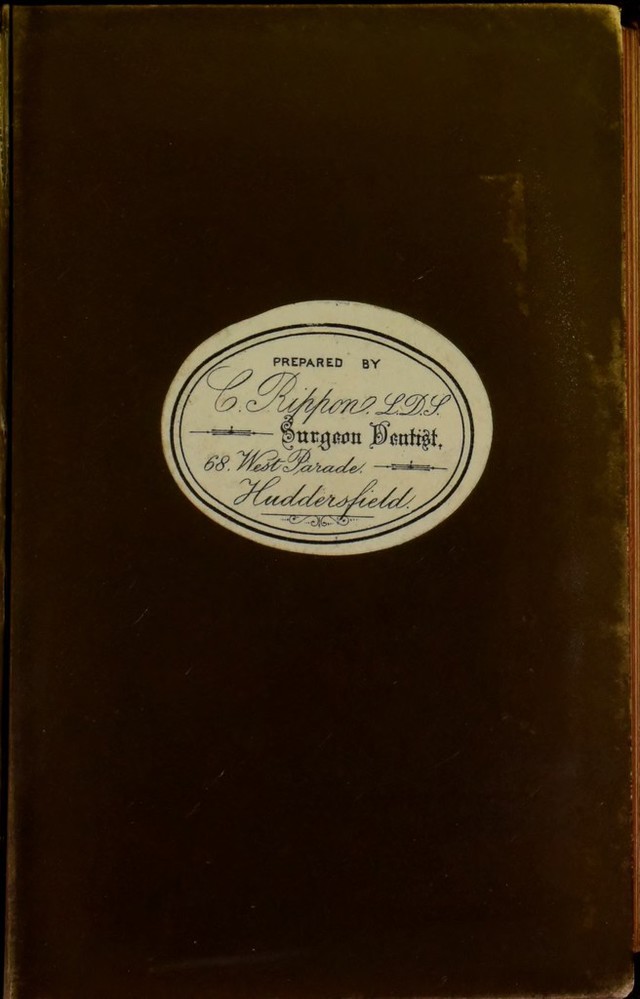 PREPARED BY
C. Rippon. L.D.S.
Surgeon Dentist,
68. West Parade.
Huddersfield.